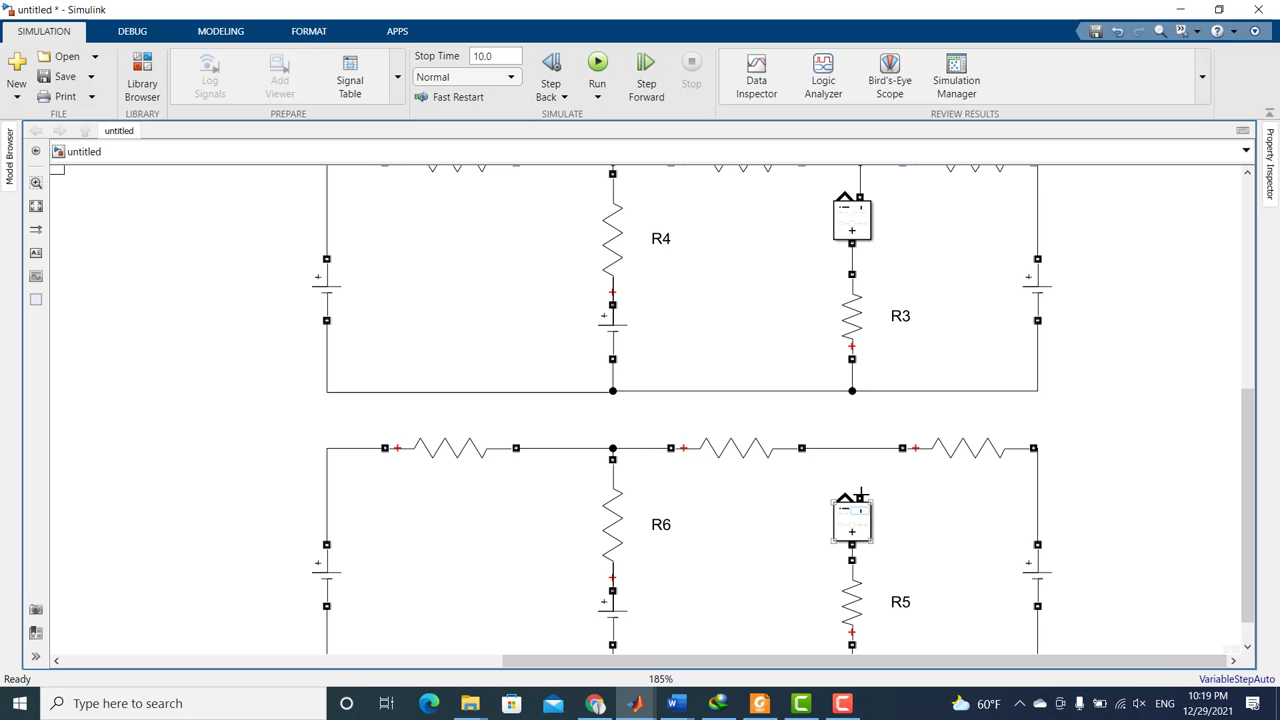 untitled * - Simulink
SIMULATION DEBUG MODELING FORMAT APPS
New
Open
Save
Print
FILE
Library Browser
LIBRARY
Log Signals
Add Viewer
Signal Table
PREPARE
Stop Time 10.0
Normal
Fast Restart
Step Back
Run
Step Forward
Stop
SIMULATE
Data Inspector
Logic Analyzer
Bird's-Eye Scope
Simulation Manager
REVIEW RESULTS
Model Browser
untitled
untitled
Property Inspector
R4
R3
R6
R5
Ready
185%
VariableStepAuto
Type here to search
60°F
ENG
10:19 PM
12/29/2021